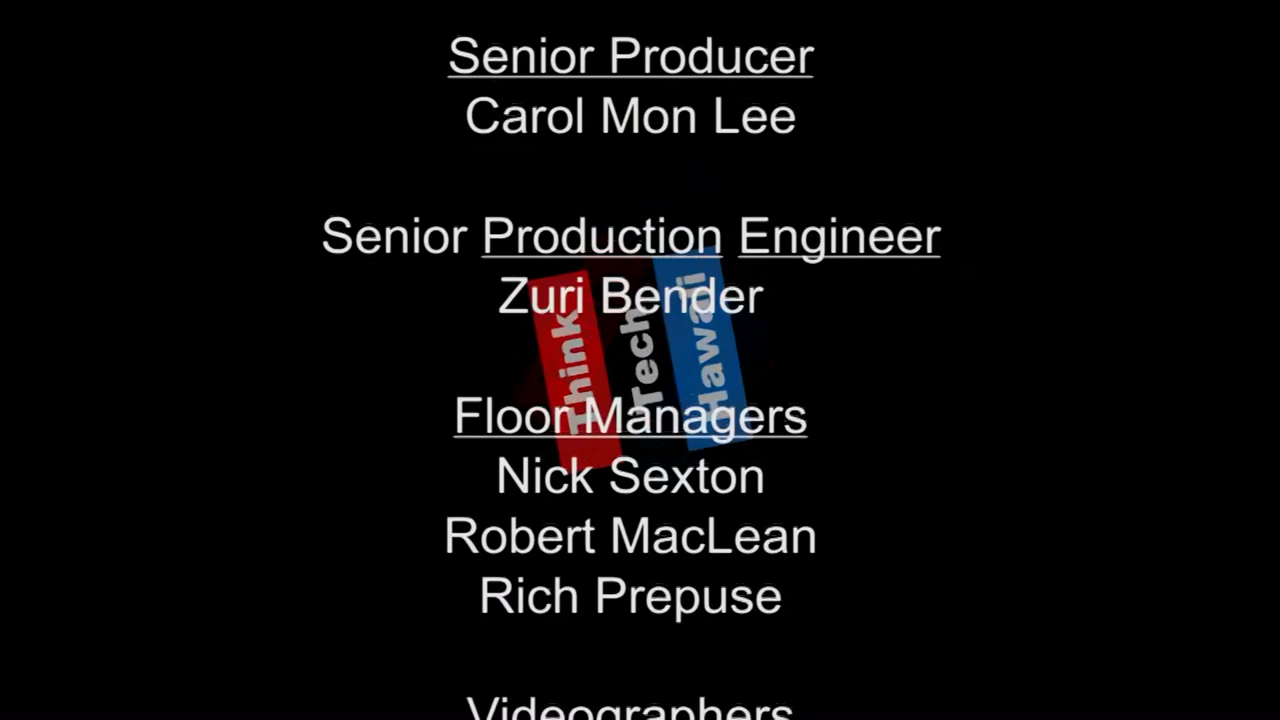 Senior Producer
Carol Mon Lee
Senior Production Engineer
Zuri Bender
Think
Tech
Hawaii
Floor Managers
Nick Sexton
Robert MacLean
Rich Prepuse
Videographers